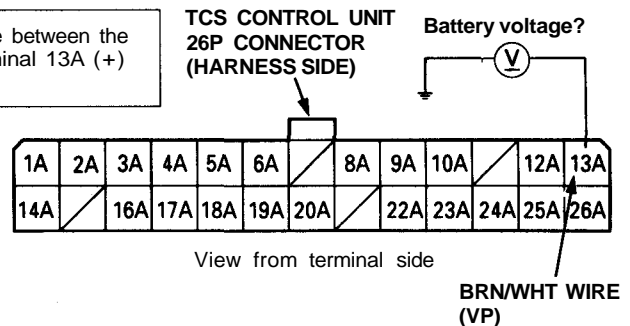 e between the
minal 13A (+)
TCS CONTROL UNIT
26P CONNECTOR
(HARNESS SIDE)
Battery voltage?
V
1A 2A 3A 4A 5A 6A 8A 9A 10A 12A 13A
14A 16A 17A 18A 19A 20A 22A 23A 24A 25A 26A
View from terminal side
BRN/WHT WIRE
(VP)